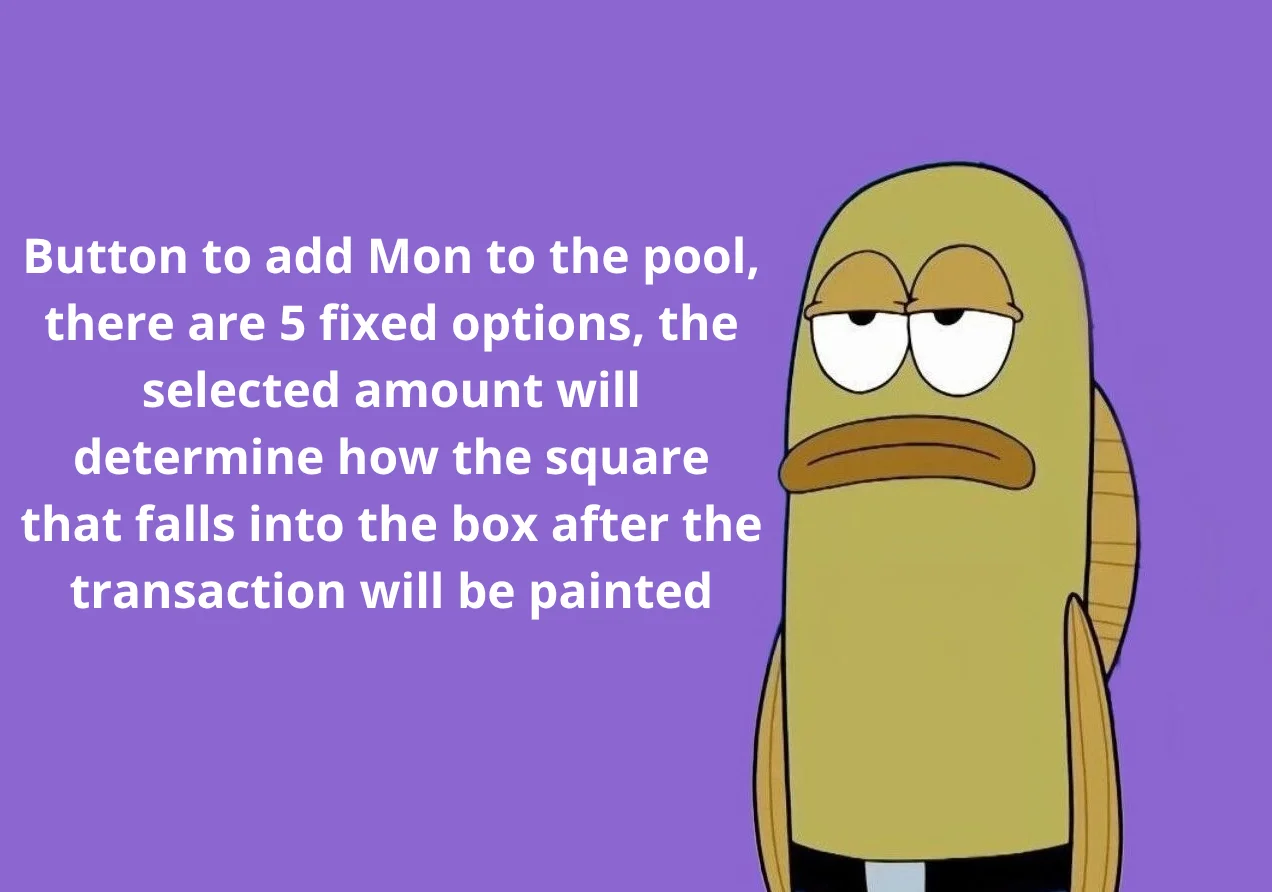 Button to add Mon to the pool,
there are 5 fixed options, the
selected amount will
determine how the square
that falls into the box after the
transaction will be painted